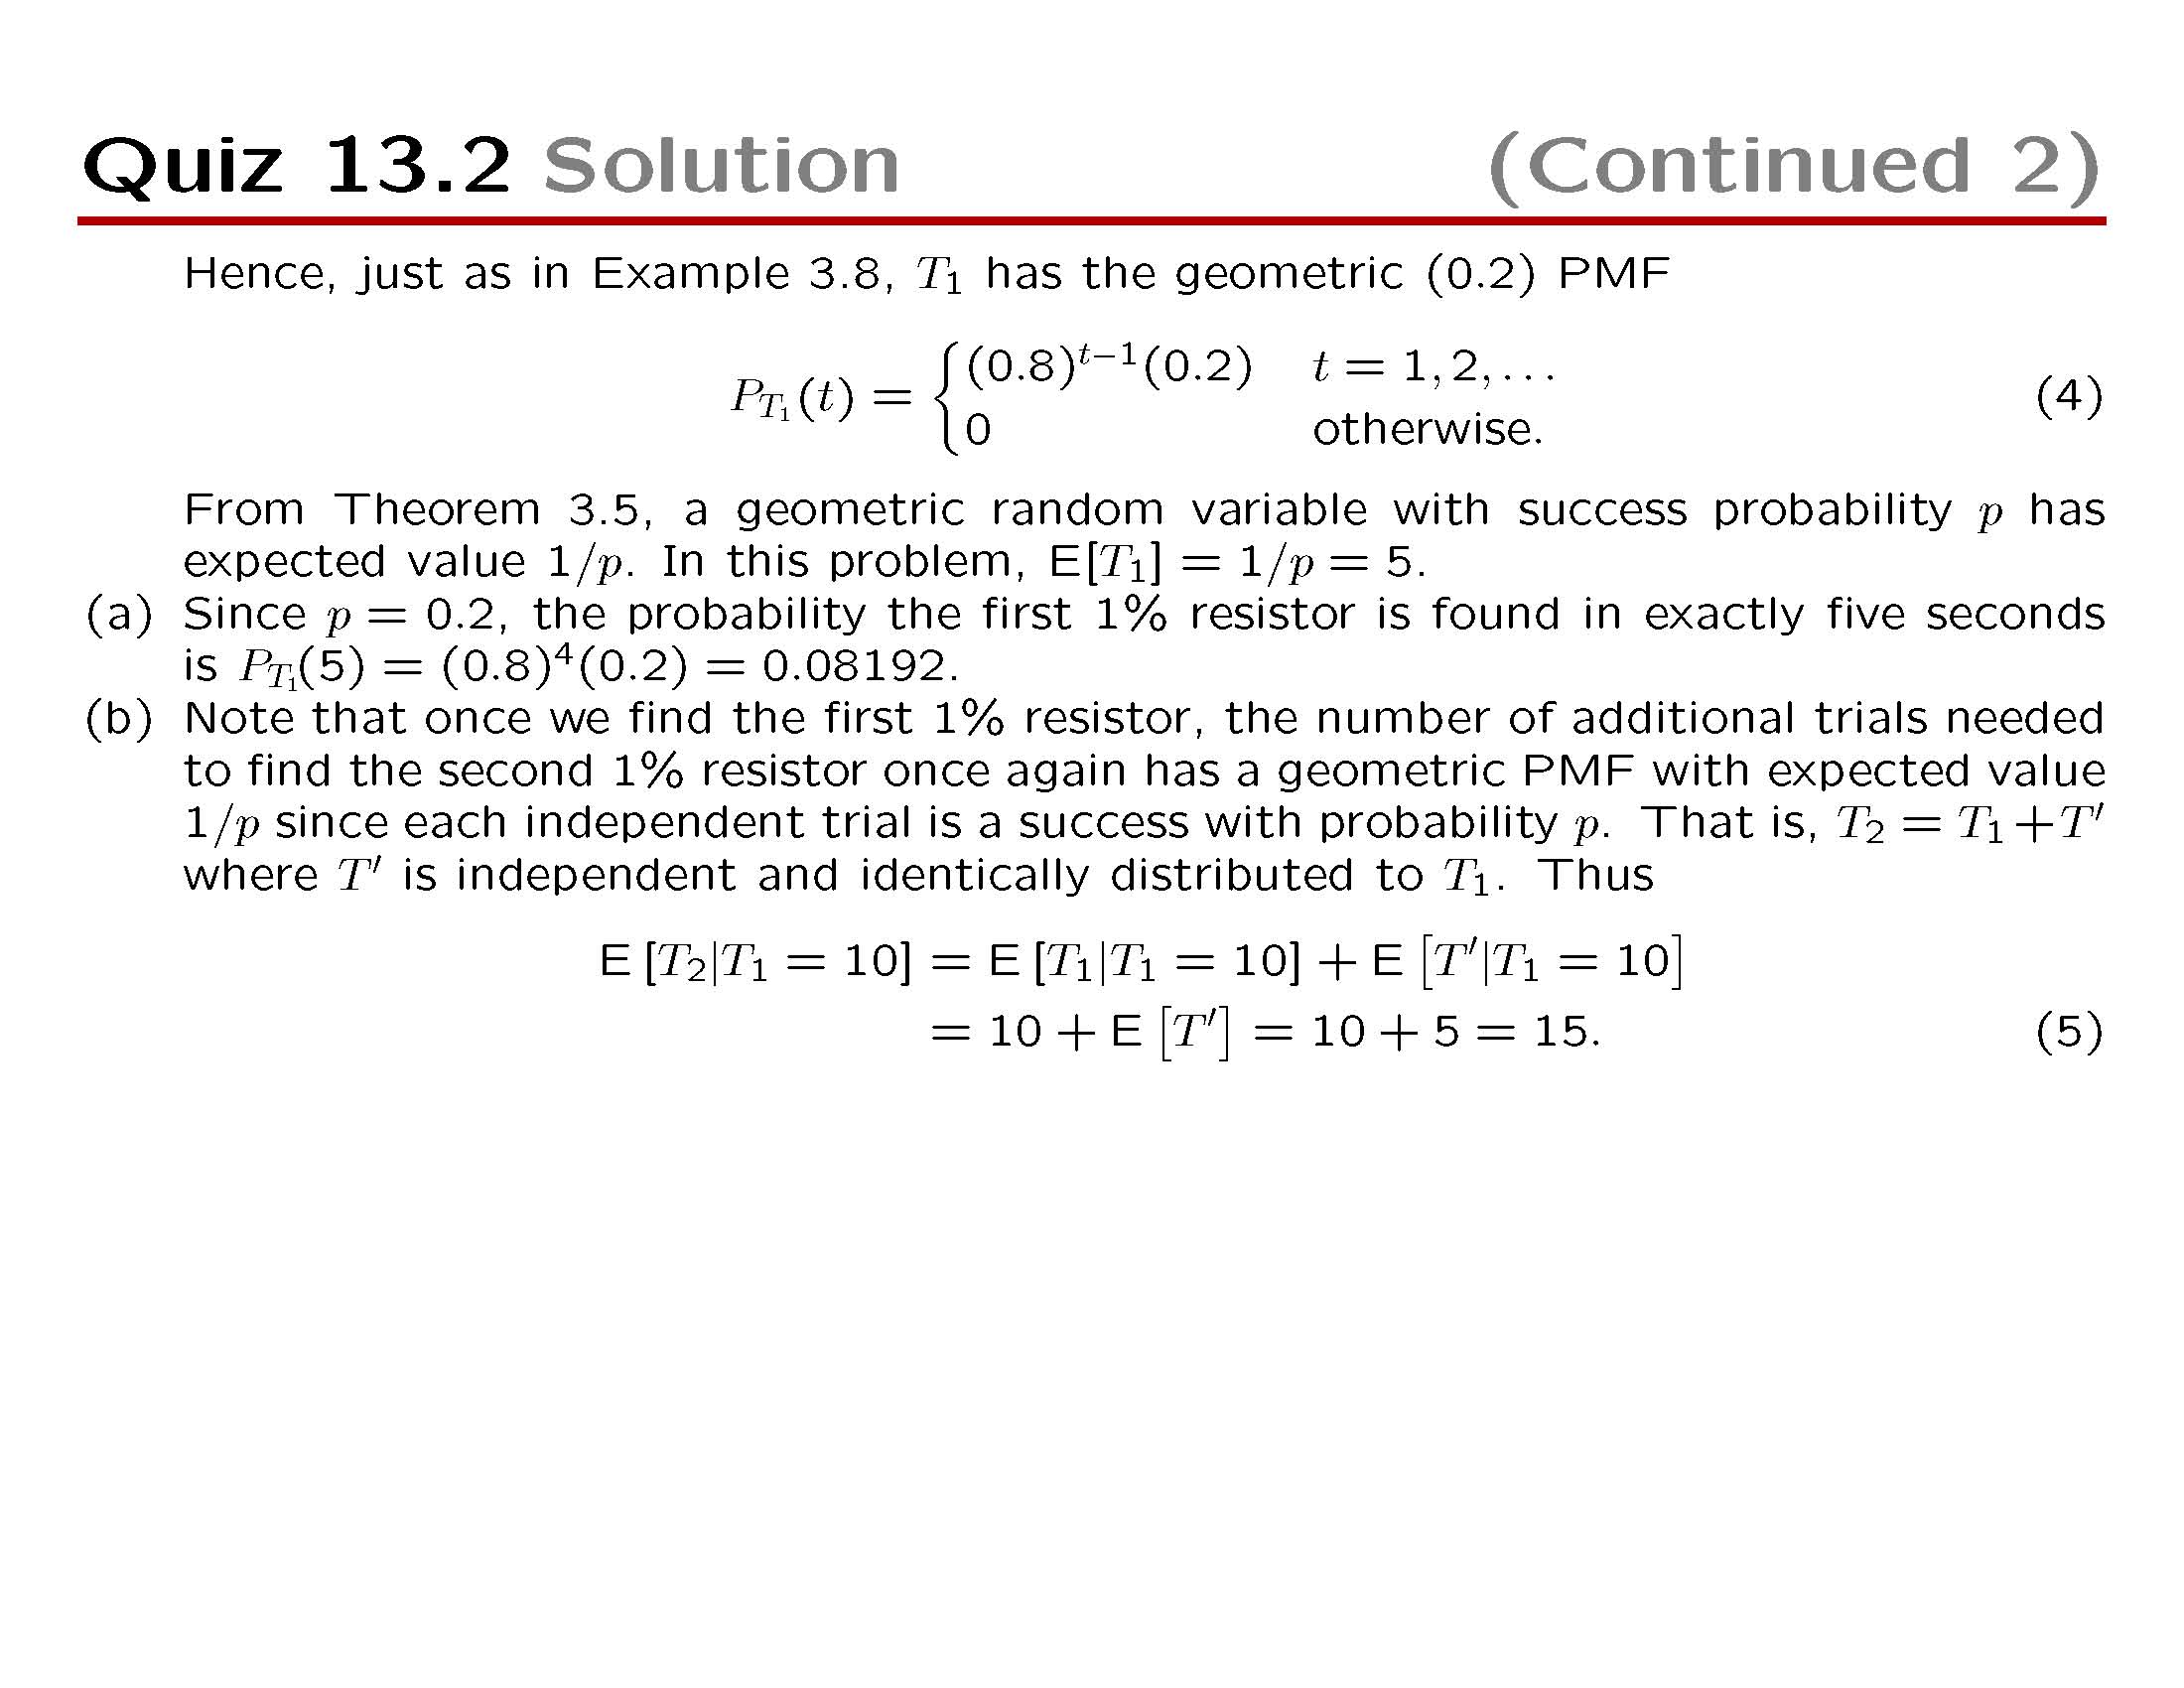 Quiz 13.2 Solution (Continued 2)
Hence, just as in Example 3.8, T₁ has the geometric (0.2) PMF
P_{T₁}(t) = { (0.8)^{t−1}(0.2) t = 1, 2, . . .
0 otherwise. (4)
From Theorem 3.5, a geometric random variable with success probability p has
expected value 1/p. In this problem, E[T₁] = 1/p = 5.
(a) Since p = 0.2, the probability the first 1% resistor is found in exactly five seconds
is P_{T₁}(5) = (0.8)⁴(0.2) = 0.08192.
(b) Note that once we find the first 1% resistor, the number of additional trials needed
to find the second 1% resistor once again has a geometric PMF with expected value
1/p since each independent trial is a success with probability p. That is, T₂ = T₁ + T′
where T′ is independent and identically distributed to T₁. Thus
E [T₂|T₁ = 10] = E [T₁|T₁ = 10] + E [T′|T₁ = 10]
= 10 + E [T′] = 10 + 5 = 15. (5)